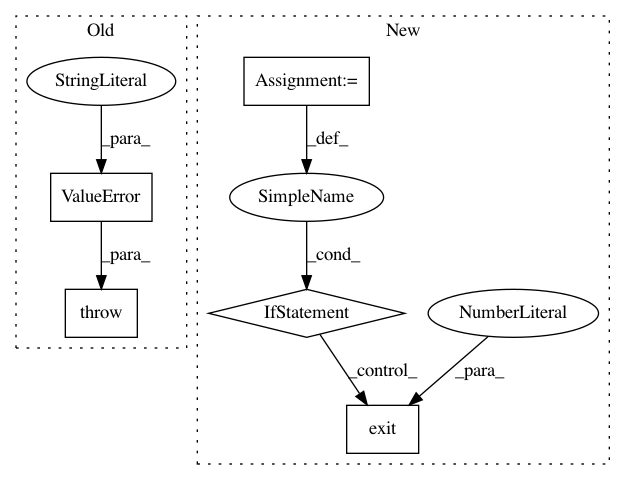 Old
New
StringLiteral
Assignment:=
_para_
_def_
ValueError
SimpleName
_para_
_cond_
throw
IfStatement
NumberLiteral
_control_
_para_
exit